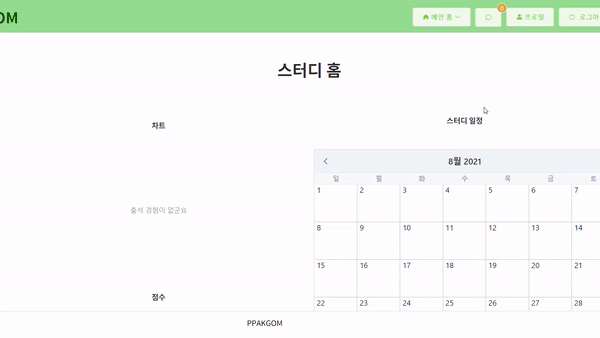 OM
메인 홈
0
프로필
로그아
스터디 홈
차트
출석 경험이 없군요
점수
스터디 일정
8월 2021
일 월 화 수 목 금 토
1 2 3 4 5 6 7
8 9 10 11 12 13 14
15 16 17 18 19 20 21
22 23 24 25 26 27 28
PPAKGOM